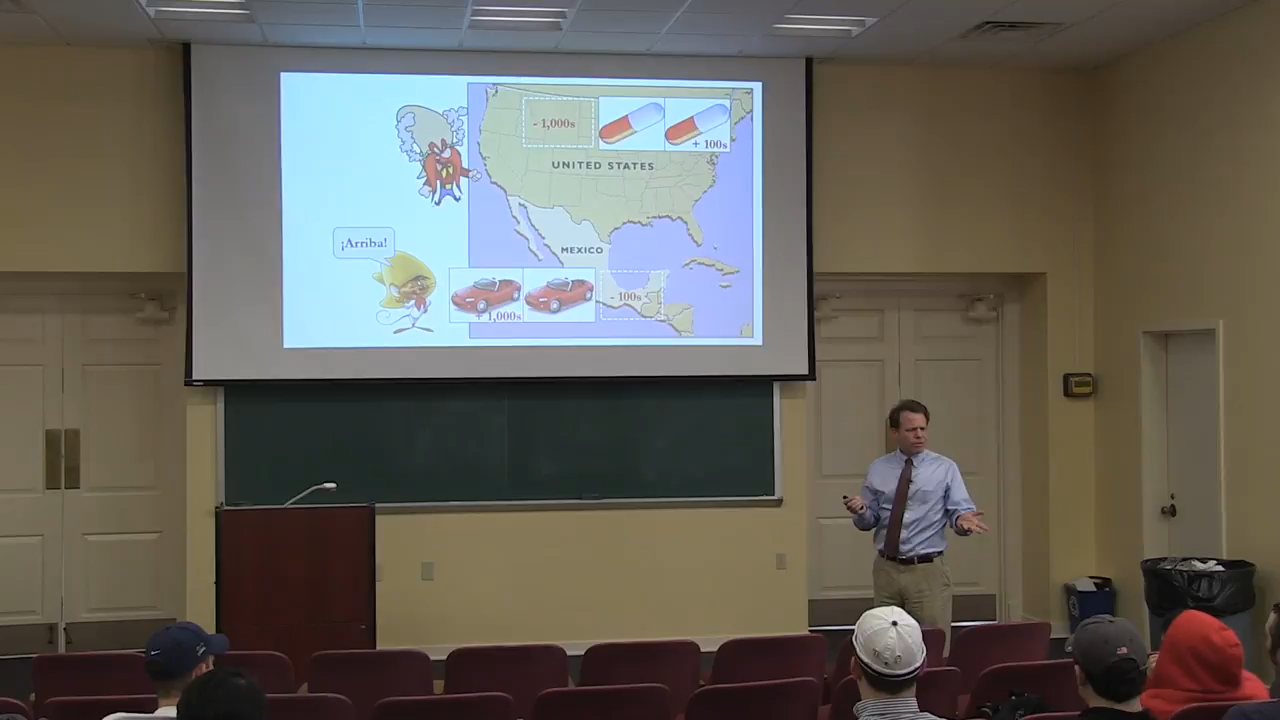 - 1,000s
+ 100s
UNITED STATES
¡Arriba!
MEXICO
+ 1,000s
- 100s